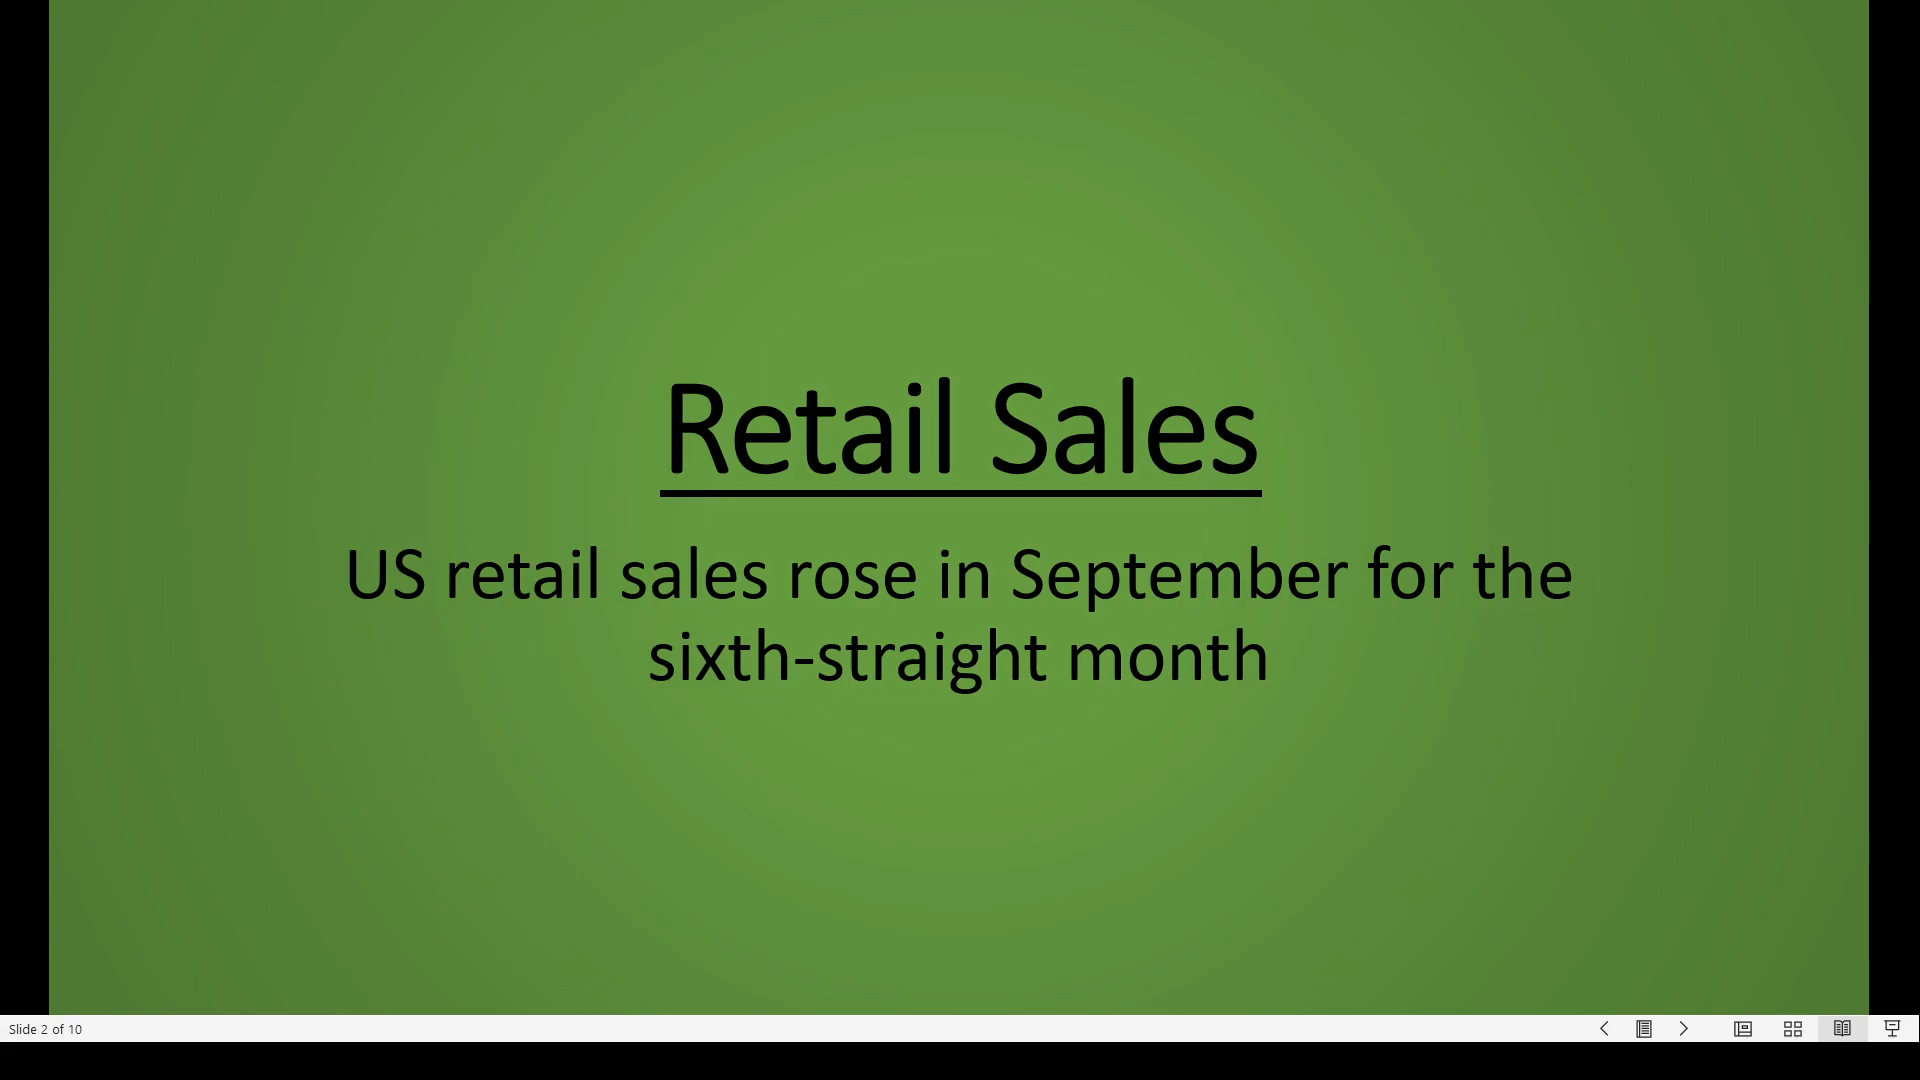 Retail Sales
US retail sales rose in September for the
sixth-straight month
Slide 2 of 10